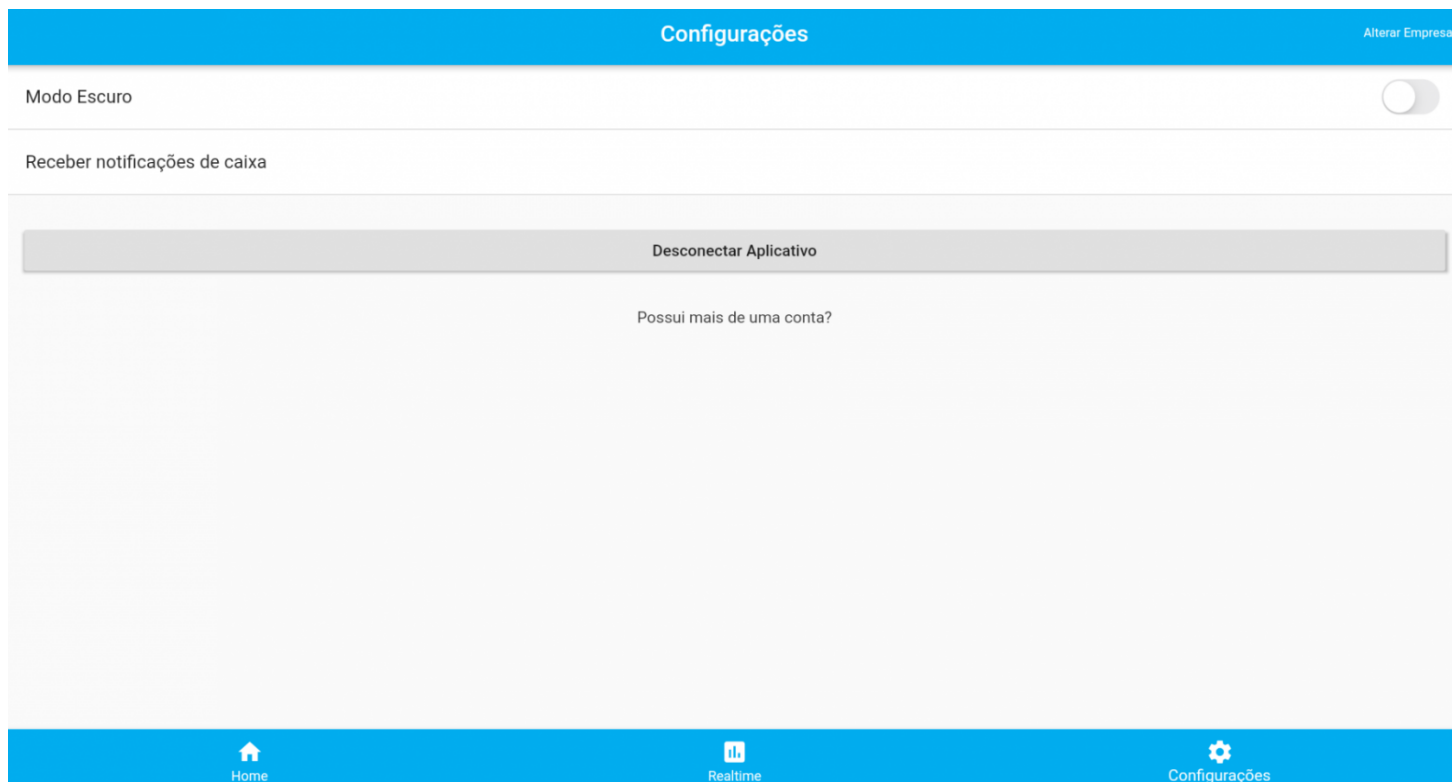 Configurações
Alterar Empresa
Modo Escuro
Receber notificações de caixa
Desconectar Aplicativo
Possui mais de uma conta?
Home
Realtime
Configurações